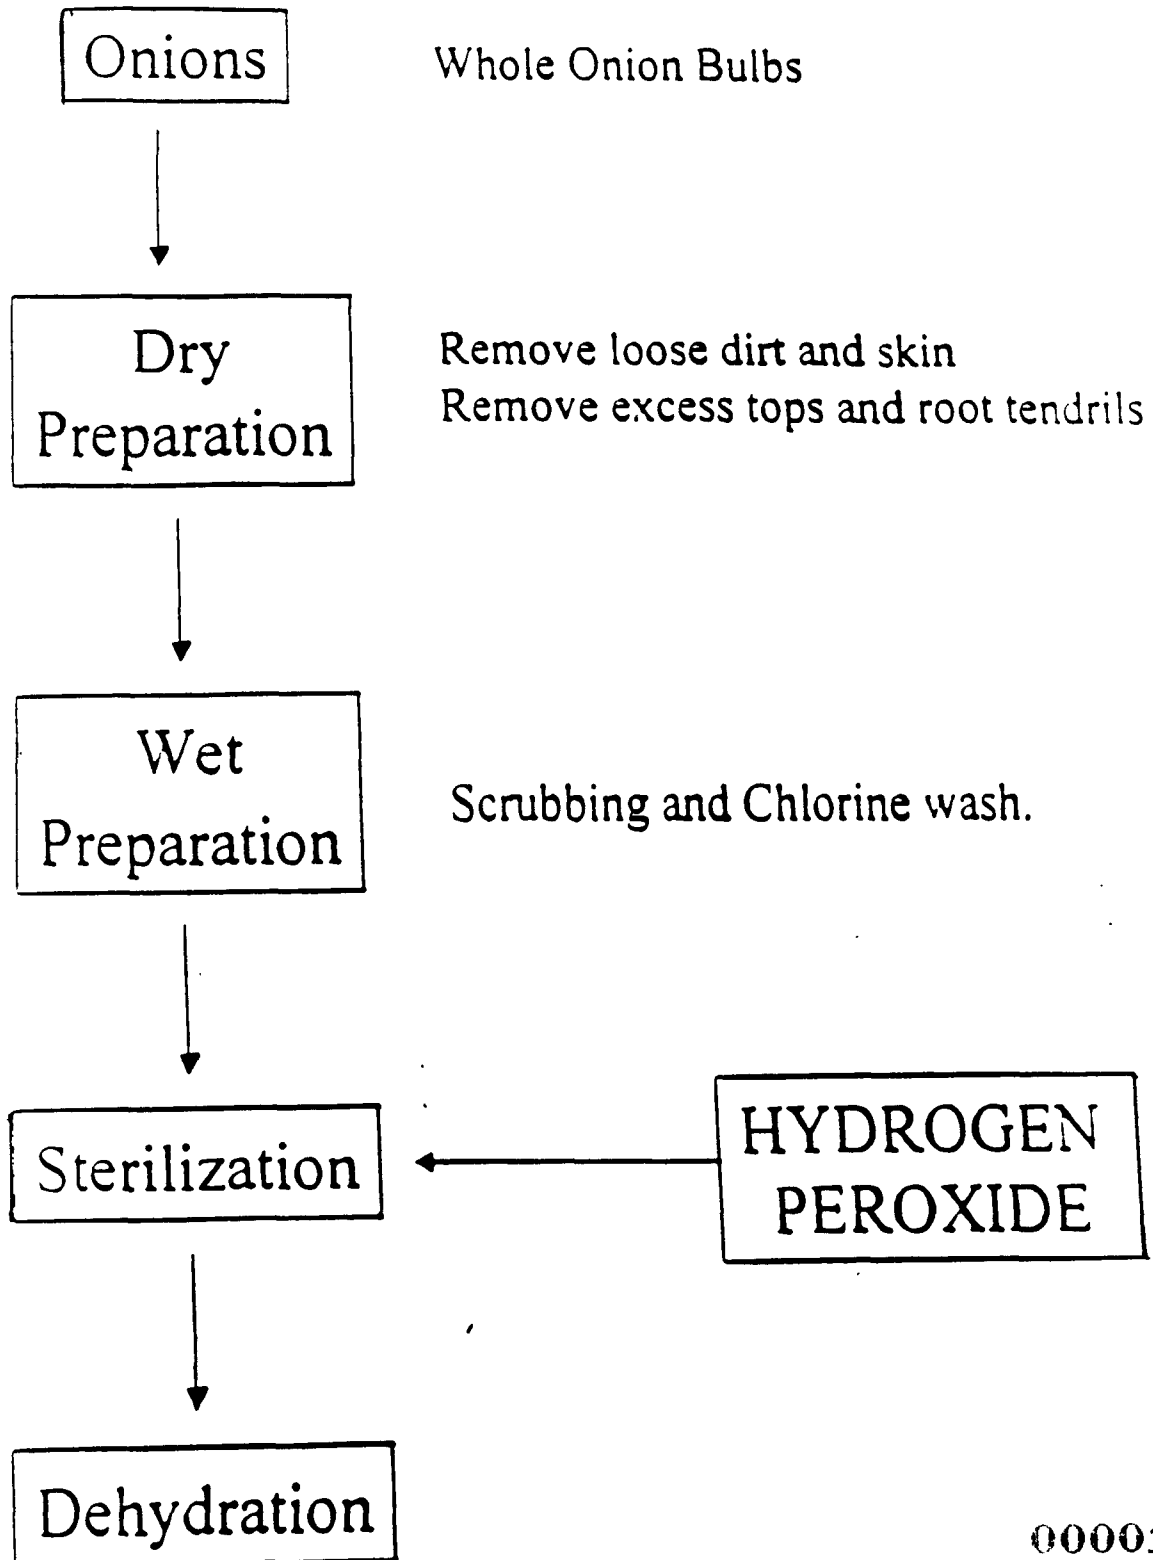 Onions
Whole Onion Bulbs
Dry
Preparation
Remove loose dirt and skin
Remove excess tops and root tendrils
Wet
Preparation
Scrubbing and Chlorine wash.
Sterilization
HYDROGEN
PEROXIDE
Dehydration